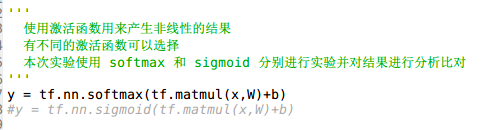 '''
使用激活函数用来产生非线性的结果
有不同的激活函数可以选择
本次实验使用 softmax 和 sigmoid 分别进行实验并对结果进行分析比对
'''
y = tf.nn.softmax(tf.matmul(x,W)+b)
#y = tf.nn.sigmoid(tf.matmul(x,W)+b)